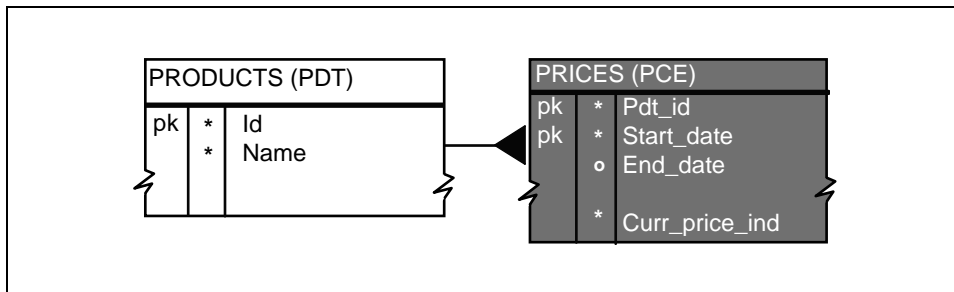 PRODUCTS (PDT)
pk * Id
* Name
PRICES (PCE)
pk * Pdt_id
pk * Start_date
o End_date
* Curr_price_ind